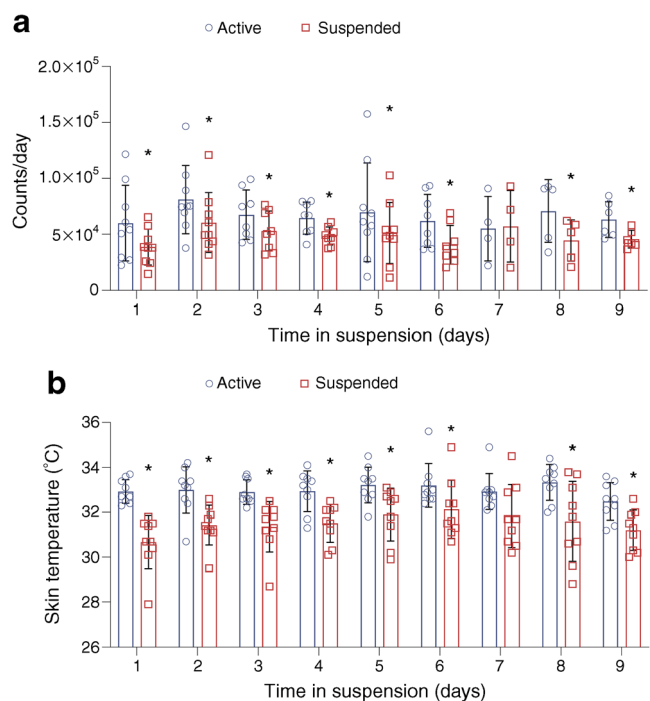 a
Active Suspended
2.0×10⁵
1.5×10⁵
1.0×10⁵
5×10⁴
0
Counts/day
* * * * * * * *
1 2 3 4 5 6 7 8 9
Time in suspension (days)
b
Active Suspended
36
34
32
30
28
26
Skin temperature (°C)
* * * * * * * *
1 2 3 4 5 6 7 8 9
Time in suspension (days)